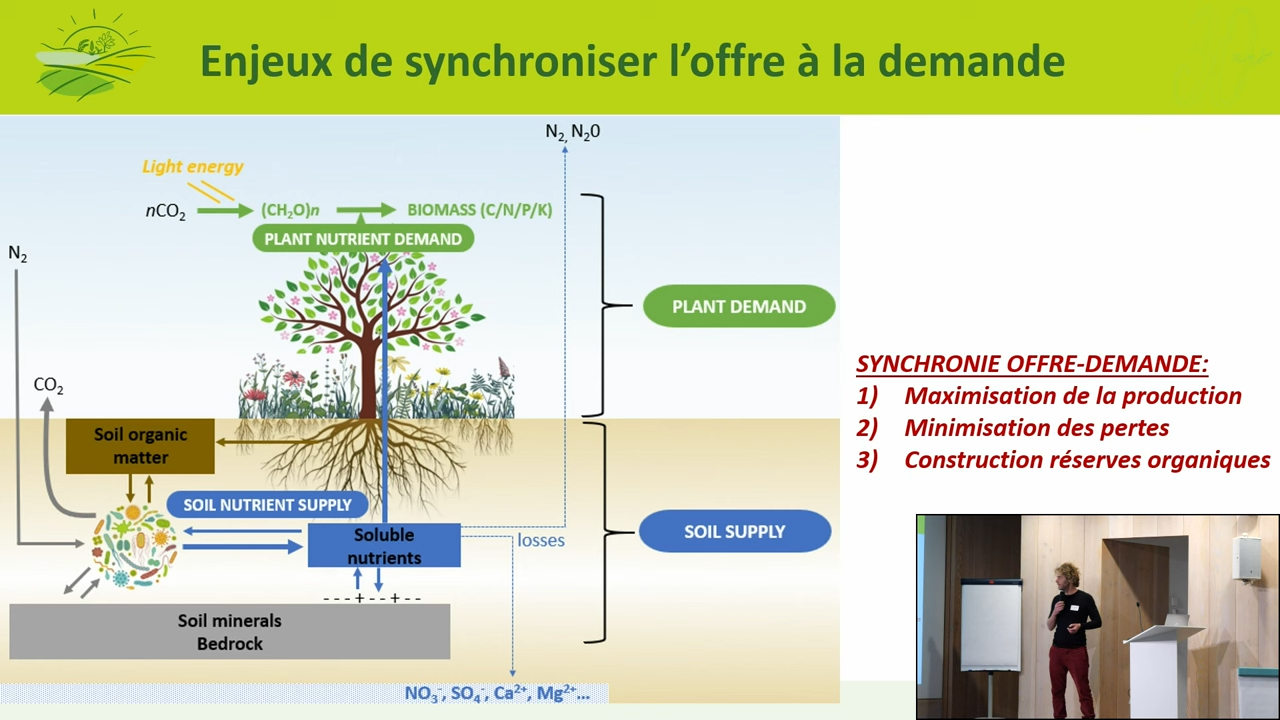 Enjeux de synchroniser l’offre à la demande
N₂, N₂0
Light energy
nCO₂
(CH₂O)n
BIOMASS (C/N/P/K)
PLANT NUTRIENT DEMAND
N₂
PLANT DEMAND
CO₂
SYNCHRONIE OFFRE-DEMANDE:
1) Maximisation de la production
2) Minimisation des pertes
3) Construction réserves organiques
Soil organic
matter
SOIL NUTRIENT SUPPLY
Soluble
nutrients
losses
SOIL SUPPLY
- - - + - - + - -
Soil minerals
Bedrock
NO₃⁻, SO₄⁻, Ca²⁺, Mg²⁺...